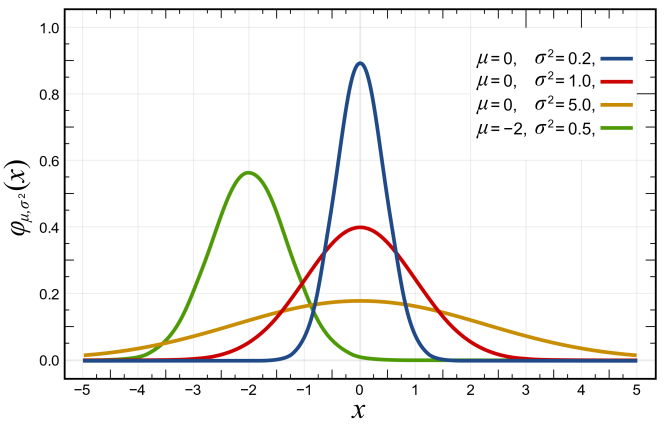 1.0
0.8
0.6
0.4
0.2
0.0
φμ,σ²(x)
μ=0, σ²=0.2,
μ=0, σ²=1.0,
μ=0, σ²=5.0,
μ=−2, σ²=0.5,
−5 −4 −3 −2 −1 0 1 2 3 4 5
x